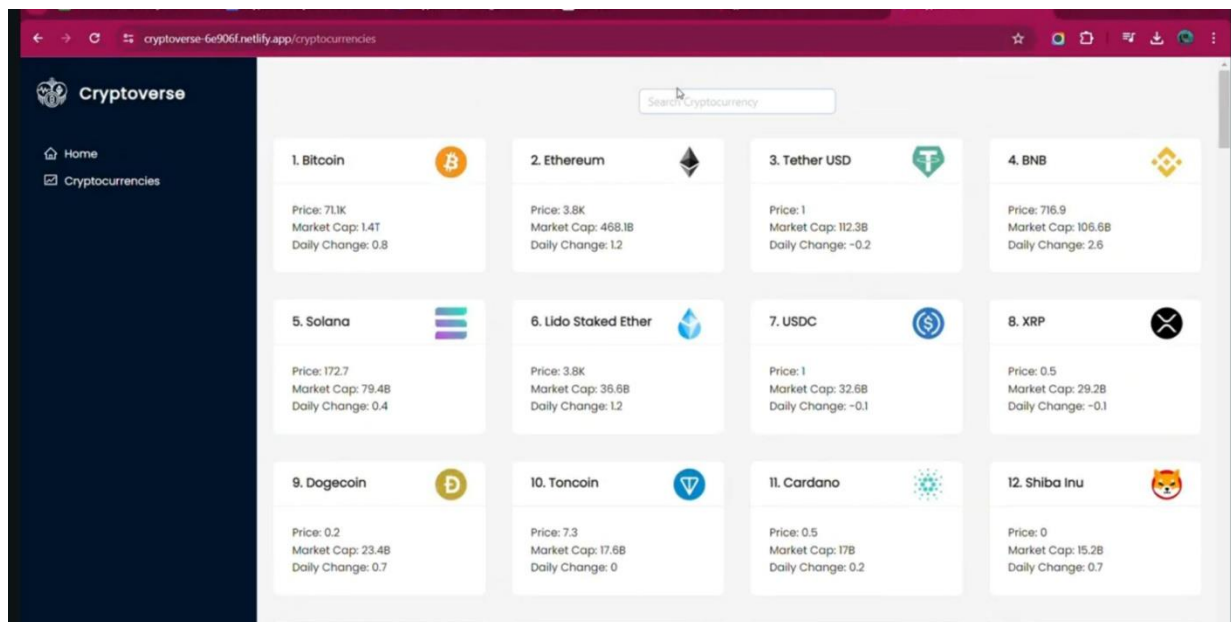 cryptoverse-6e906f.netlify.app/cryptocurrencies
Cryptoverse
Home
Cryptocurrencies
Search Cryptocurrency
1. Bitcoin
Price: 71.1K
Market Cap: 1.4T
Daily Change: 0.8
2. Ethereum
Price: 3.8K
Market Cap: 468.1B
Daily Change: 1.2
3. Tether USD
Price: 1
Market Cap: 112.3B
Daily Change: -0.2
4. BNB
Price: 716.9
Market Cap: 106.6B
Daily Change: 2.6
5. Solana
Price: 172.7
Market Cap: 79.4B
Daily Change: 0.4
6. Lido Staked Ether
Price: 3.8K
Market Cap: 36.6B
Daily Change: 1.2
7. USDC
Price: 1
Market Cap: 32.6B
Daily Change: -0.1
8. XRP
Price: 0.5
Market Cap: 29.2B
Daily Change: -0.1
9. Dogecoin
Price: 0.2
Market Cap: 23.4B
Daily Change: 0.7
10. Toncoin
Price: 7.3
Market Cap: 17.6B
Daily Change: 0
11. Cardano
Price: 0.5
Market Cap: 17B
Daily Change: 0.2
12. Shiba Inu
Price: 0
Market Cap: 15.2B
Daily Change: 0.7